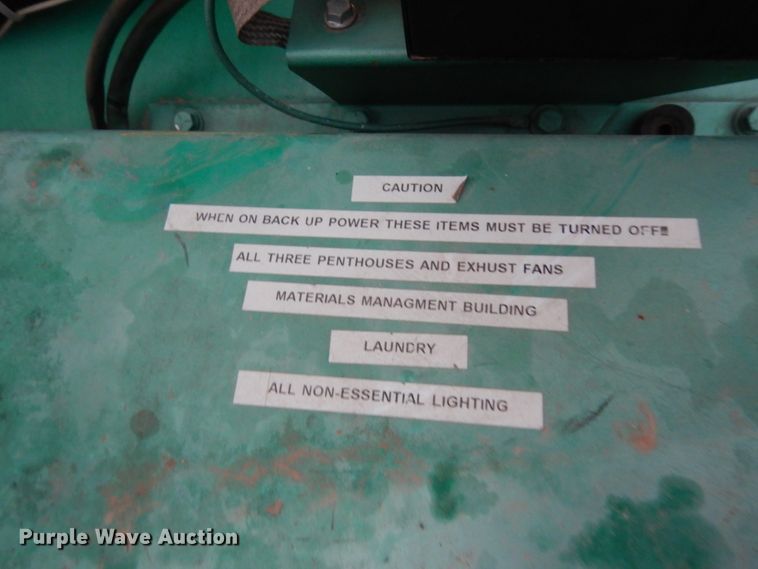 CAUTION
WHEN ON BACK UP POWER THESE ITEMS MUST BE TURNED OFF!!
ALL THREE PENTHOUSES AND EXHUST FANS
MATERIALS MANAGMENT BUILDING
LAUNDRY
ALL NON-ESSENTIAL LIGHTING
Purple Wave Auction